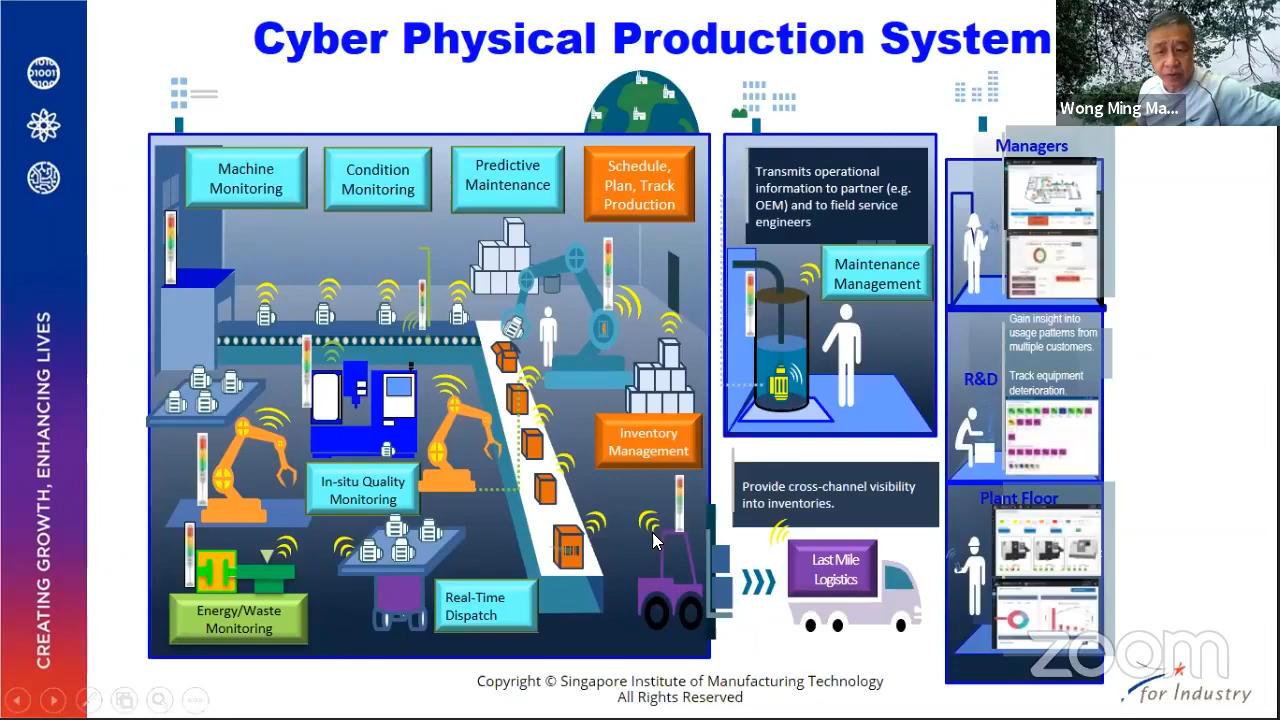 Cyber Physical Production System
Wong Ming Ma...
CREATING GROWTH, ENHANCING LIVES
Machine
Monitoring
Condition
Monitoring
Predictive
Maintenance
Schedule,
Plan, Track
Production
Inventory
Management
In-situ Quality
Monitoring
Energy/Waste
Monitoring
Real-Time
Dispatch
Transmits operational
information to partner (e.g.
OEM) and to field service
engineers
Maintenance
Management
Provide cross-channel visibility
into inventories.
Last Mile
Logistics
Managers
Gain insight into
usage patterns from
multiple customers.
R&D
Track equipment
deterioration
Plant Floor
Copyright © Singapore Institute of Manufacturing Technology
All Rights Reserved
zoom
for Industry